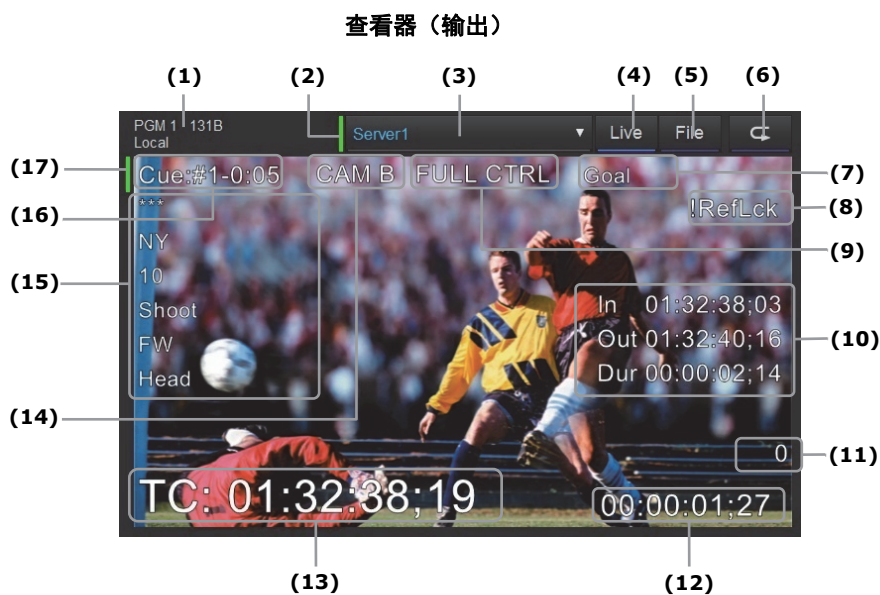 查看器（输出）
(1) (2) (3) (4) (5) (6)
PGM 1 131B
Local
Server1 ▼ Live File
(17) Cue:#1-0:05 CAM B FULL CTRL Goal (7)
(16) *** !RefLck (8)
NY (9)
(15) 10
Shoot In 01:32:38;03
FW Out 01:32:40;16 (10)
Head Dur 00:00:02;14
(14)
0 (11)
TC: 01:32:38;19 00:00:01;27
(13) (12)